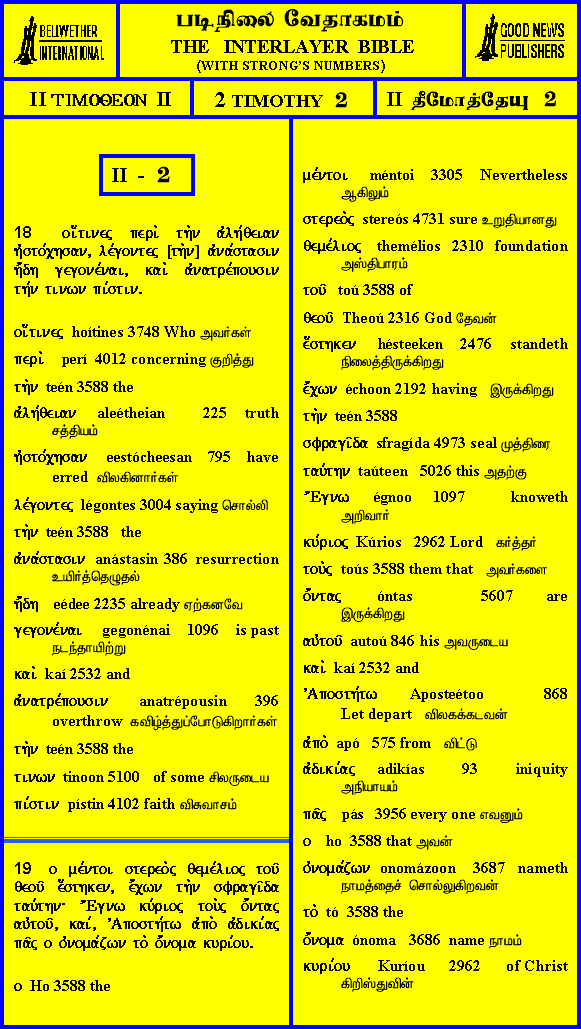 BELLWETHER
INTERNATIONAL
படிநிலை வேதாகமம்
THE INTERLAYER BIBLE
(WITH STRONG'S NUMBERS)
GOOD NEWS
PUBLISHERS
II ΤΙΜΟΘΕΟΝ II
2 TIMOTHY 2
II தீமோத்தேயு 2
II - 2
18 οἵτινες περὶ τὴν ἀλήθειαν
ἠστόχησαν, λέγοντες [τὴν] ἀνάστασιν
ἤδη γεγονέναι, καὶ ἀνατρέπουσιν
τήν τινων πίστιν.
οἵτινες hoítines 3748 Who அவர்கள்
περὶ perí 4012 concerning குறித்து
τὴν teén 3588 the
ἀλήθειαν aleétheian 225 truth
சத்தியம்
ἠστόχησαν eestócheesan 795 have
erred விலகினார்கள்
λέγοντες légontes 3004 saying சொல்லி
τὴν teén 3588 the
ἀνάστασιν anástasin 386 resurrection
உயிர்த்தெழுதல்
ἤδη eédee 2235 already ஏற்கனவே
γεγονέναι gegonénai 1096 is past
நடந்தாயிற்று
καὶ kaí 2532 and
ἀνατρέπουσιν anatrépousin 396
overthrow கவிழ்த்துப்போடுகிறார்கள்
τὴν teén 3588 the
τινων tinoon 5100 of some சிலருடைய
πίστιν pístin 4102 faith விசுவாசம்
19 ο μέντοι στερεὸς θεμέλιος τοῦ
θεοῦ ἕστηκεν, ἔχων τὴν σφραγῖδα
ταύτην· Ἔγνω κύριος τοὺς ὄντας
αὐτοῦ, καί, Ἀποστήτω ἀπὸ ἀδικίας
πᾶς ο ὀνομάζων τὸ ὄνομα κυρίου.
ο Ho 3588 the
μέντοι méntoi 3305 Nevertheless
ஆகிலும்
στερεὸς stereós 4731 sure உறுதியானது
θεμέλιος themélios 2310 foundation
அஸ்திபாரம்
τοῦ toú 3588 of
θεοῦ Theoú 2316 God தேவன்
ἕστηκεν hésteeken 2476 standeth
நிலைத்திருக்கிறது
ἔχων échoon 2192 having இருக்கிறது
τὴν teén 3588
σφραγῖδα sfragída 4973 seal முத்திரை
ταύτην taúteen 5026 this அதற்கு
Ἔγνω égnoo 1097 knoweth
அறிவார்
κύριος Kúrios 2962 Lord கர்த்தர்
τοὺς toús 3588 them that அவர்களை
ὄντας óntas 5607 are
இருக்கிறது
αὐτοῦ autoú 846 his அவருடைய
καὶ kaí 2532 and
Ἀποστήτω Aposteétoo 868
Let depart விலகக்கடவன்
ἀπὸ apó 575 from விட்டு
ἀδικίας adikías 93 iniquity
அநியாயம்
πᾶς pás 3956 every one எவனும்
ο ho 3588 that அவன்
ὀνομάζων onomázoon 3687 nameth
நாமத்தைச் சொல்லுகிறவன்
τὸ tó 3588 the
ὄνομα ónoma 3686 name நாமம்
κυρίου Kuríou 2962 of Christ
கிறிஸ்துவின்